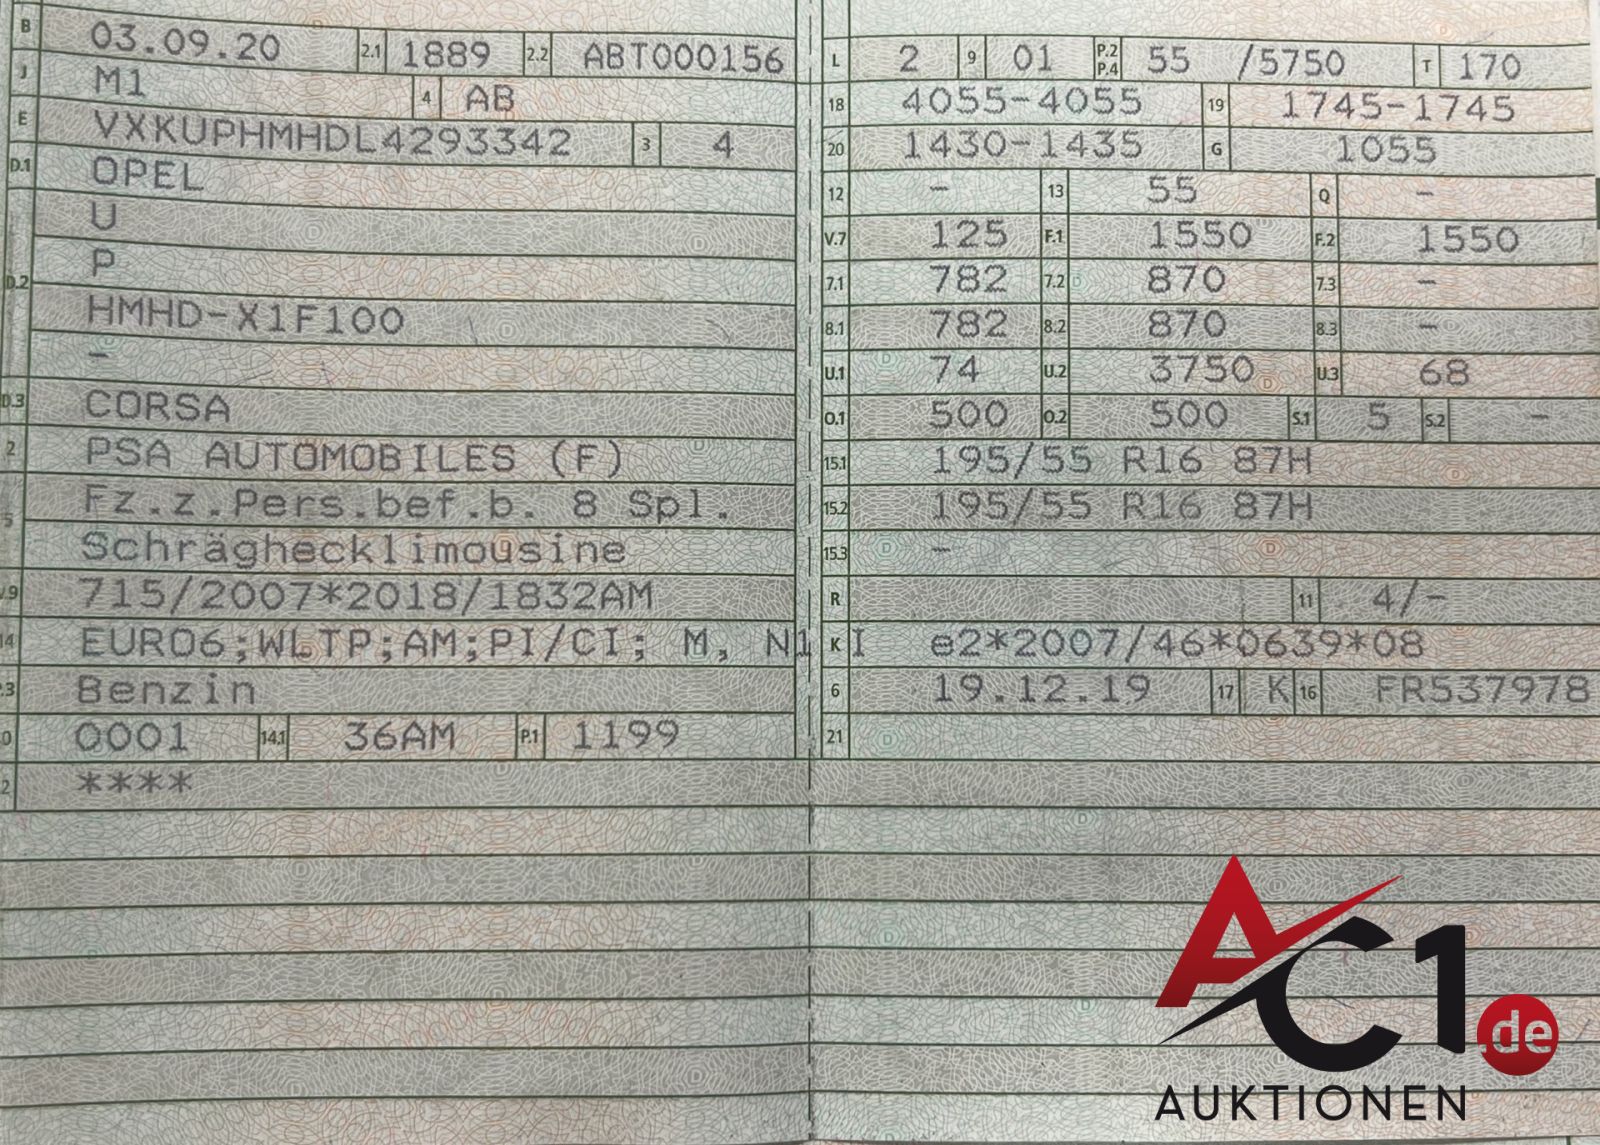 B 03.09.20 2.1 1889 2.2 ABT000156
J M1 4 AB
E VXKUPHMHDL4293342 3 4
D.1 OPEL
U
D.2 P
HMHD-X1F100
-
D.3 CORSA
2 PSA AUTOMOBILES (F)
5 Fz.z.Pers.bef.b. 8 Spl.
Schräghecklimousine
V.9 715/2007*2018/1832AM
14 EURO6;WLTP;AM;PI/CI; M, N1 I
P.3 Benzin
0 0001 14.1 36AM P.1 1199
2 ****
L 2 9 01 P.2 P.4 55 /5750 T 170
18 4055-4055 19 1745-1745
20 1430-1435 G 1055
12 - 13 55 Q -
V.7 125 F.1 1550 F.2 1550
7.1 782 7.2 870 7.3 -
8.1 782 8.2 870 8.3 -
U.1 74 U.2 3750 U.3 68
O.1 500 O.2 500 S.1 5 S.2 -
15.1 195/55 R16 87H
15.2 195/55 R16 87H
15.3 -
R 11 4/-
K e2*2007/46*0639*08
6 19.12.19 17 K 16 FR537978
21
AC1.de
AUKTIONEN